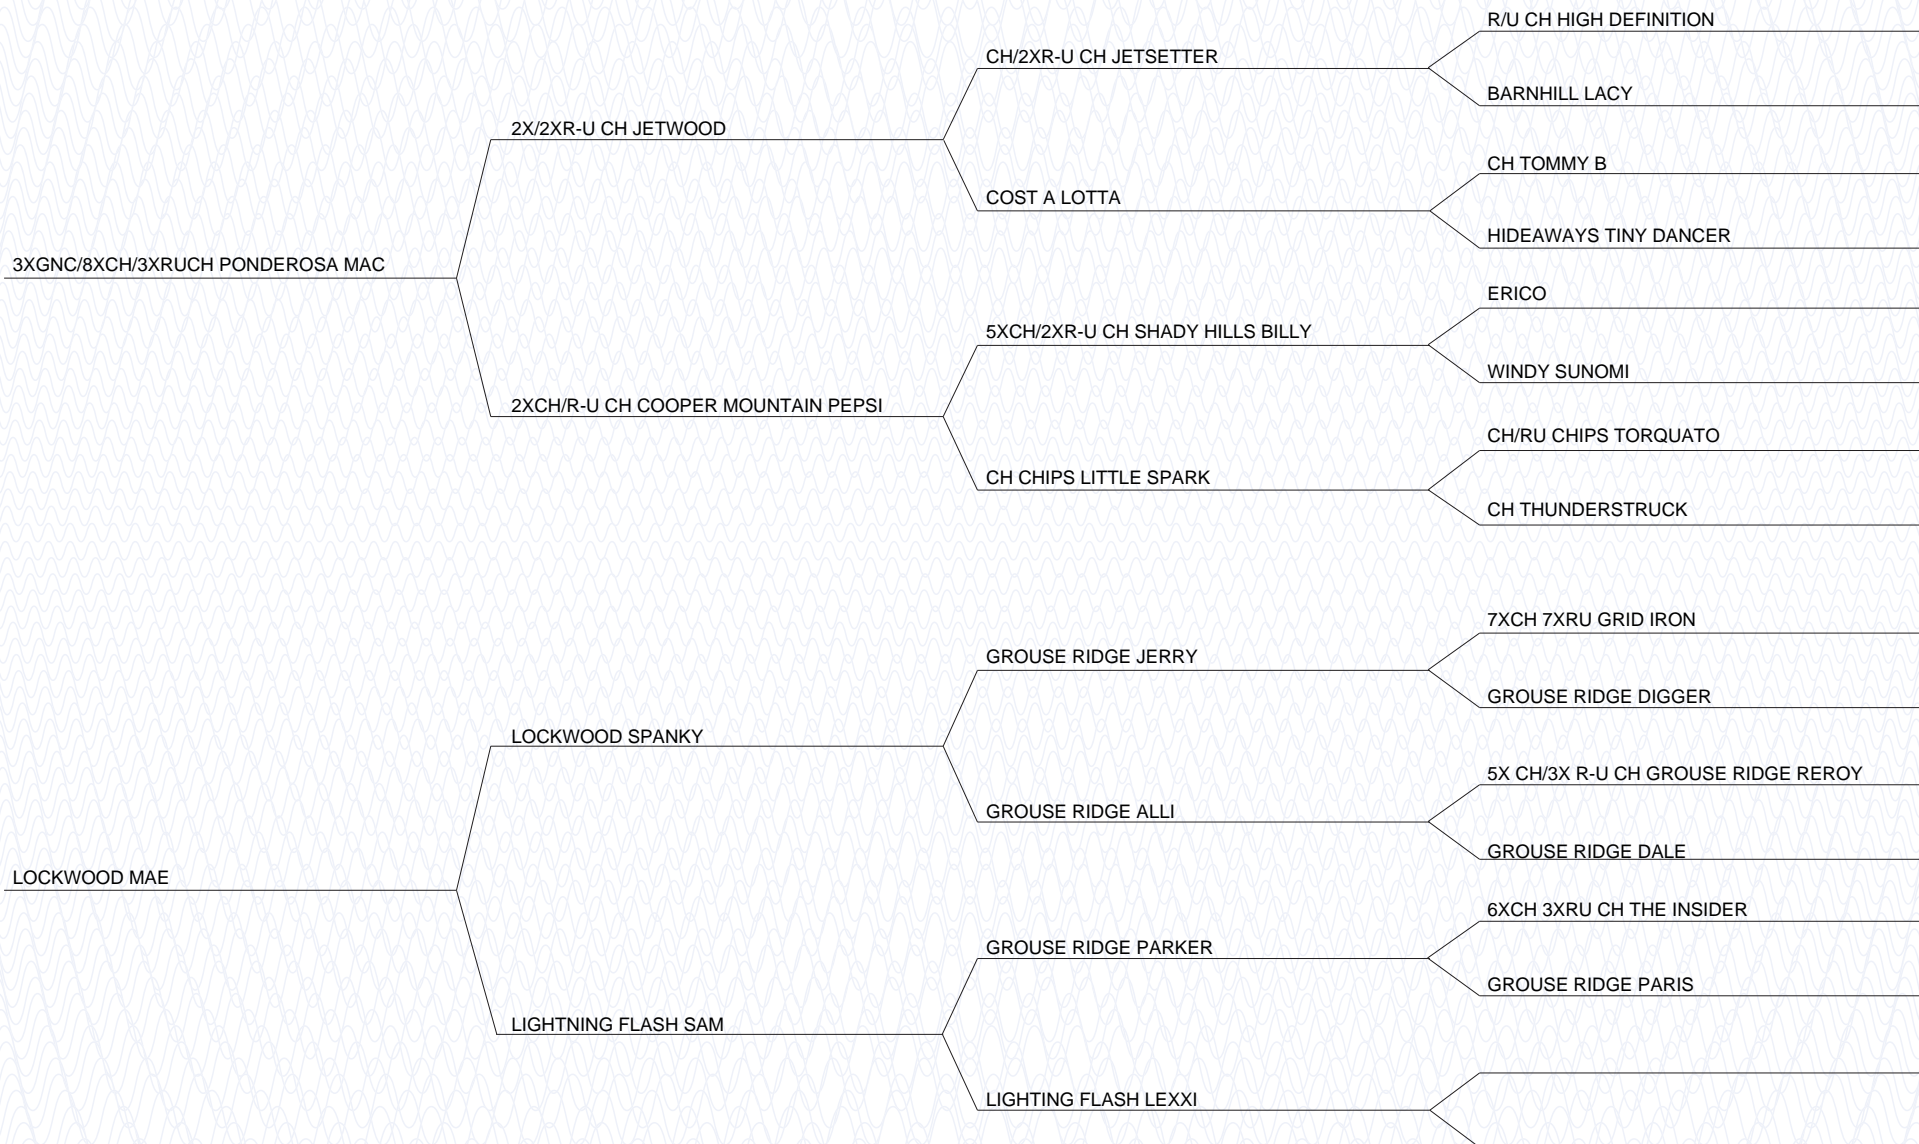 R/U CH HIGH DEFINITION
CH/2XR-U CH JETSETTER
BARNHILL LACY
2X/2XR-U CH JETWOOD
CH TOMMY B
COST A LOTTA
HIDEAWAYS TINY DANCER
3XGNC/8XCH/3XRUCH PONDEROSA MAC
ERICO
5XCH/2XR-U CH SHADY HILLS BILLY
WINDY SUNOMI
2XCH/R-U CH COOPER MOUNTAIN PEPSI
CH/RU CHIPS TORQUATO
CH CHIPS LITTLE SPARK
CH THUNDERSTRUCK
7XCH 7XRU GRID IRON
GROUSE RIDGE JERRY
GROUSE RIDGE DIGGER
LOCKWOOD SPANKY
5X CH/3X R-U CH GROUSE RIDGE REROY
GROUSE RIDGE ALLI
GROUSE RIDGE DALE
LOCKWOOD MAE
6XCH 3XRU CH THE INSIDER
GROUSE RIDGE PARKER
GROUSE RIDGE PARIS
LIGHTNING FLASH SAM
LIGHTING FLASH LEXXI